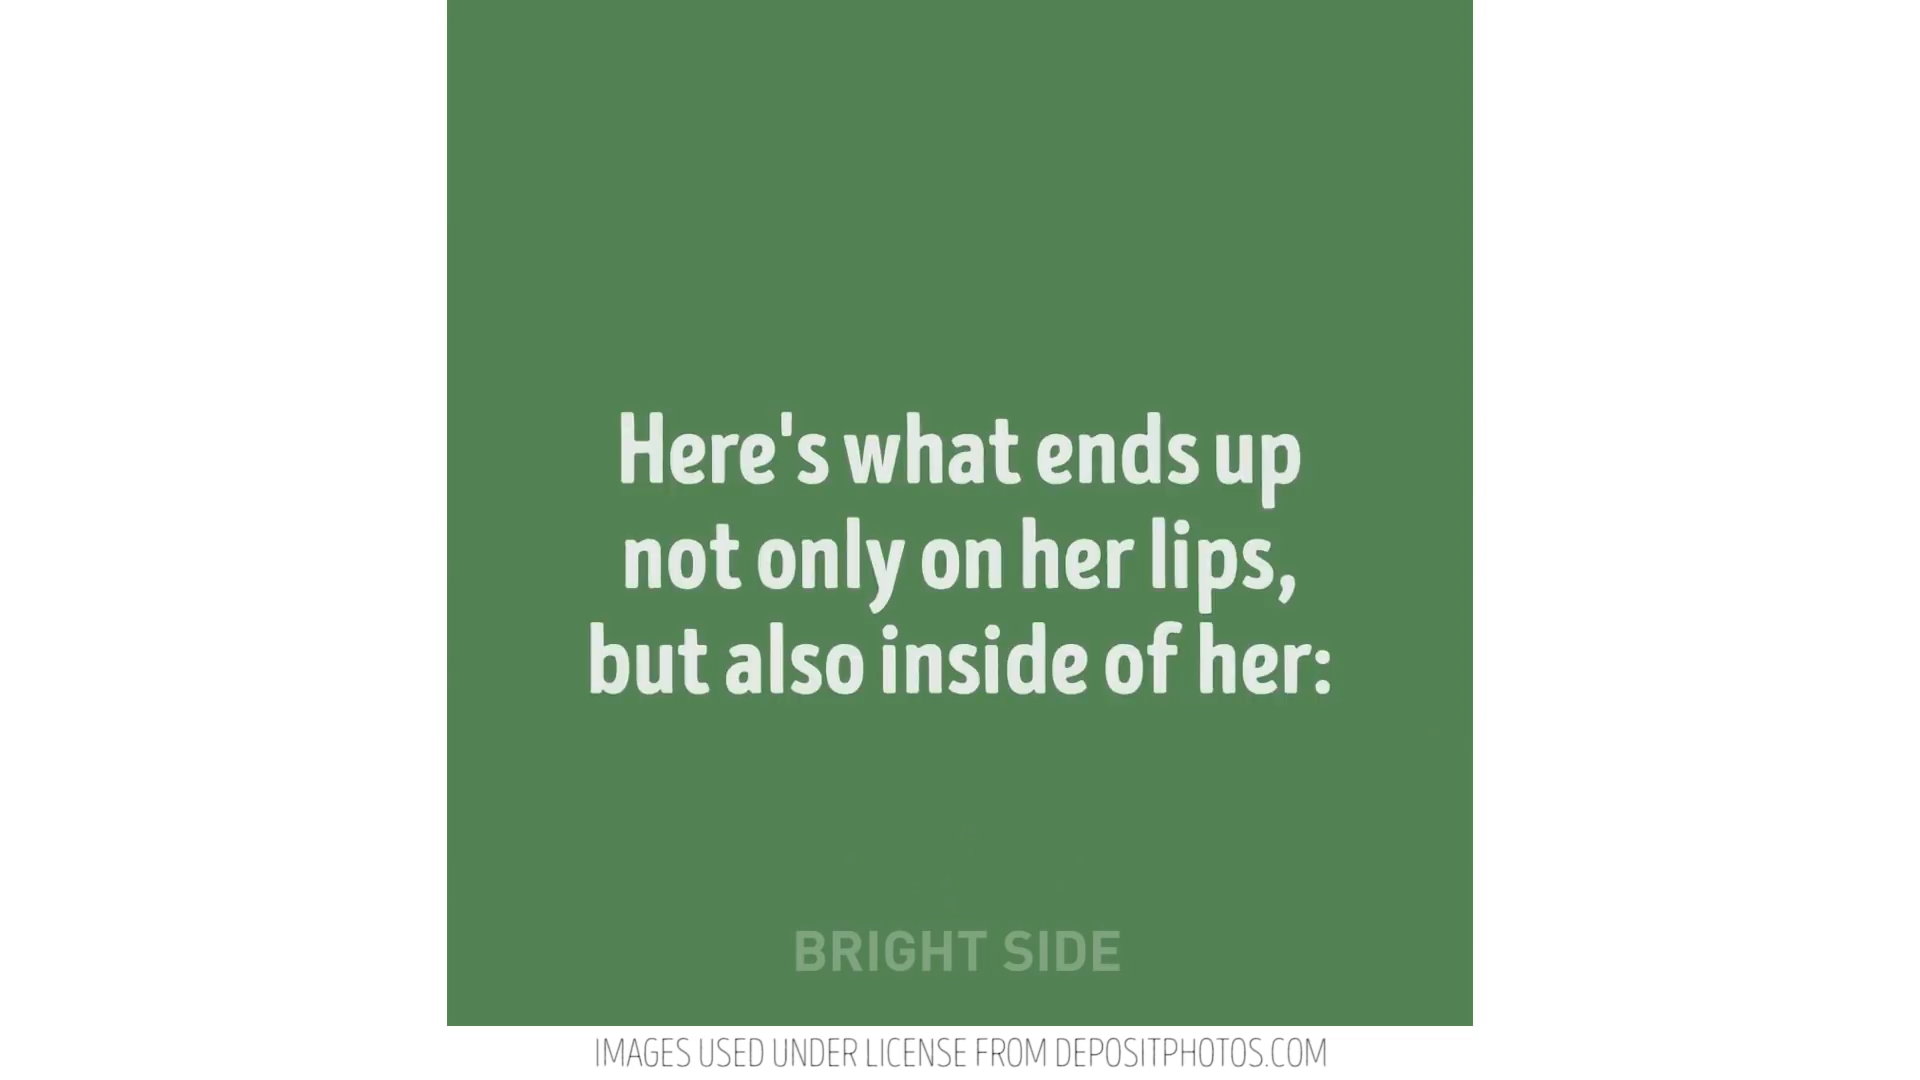 Here's what ends up
not only on her lips,
but also inside of her:
BRIGHT SIDE
IMAGES USED UNDER LICENSE FROM DEPOSITPHOTOS.COM